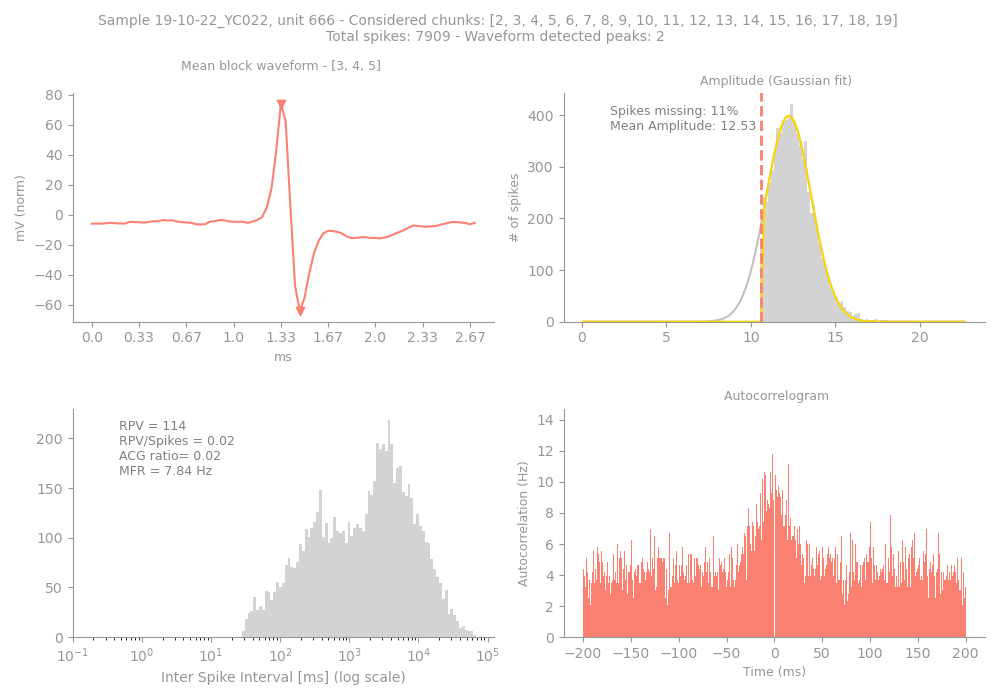 Sample 19-10-22_YC022, unit 666 - Considered chunks: [2, 3, 4, 5, 6, 7, 8, 9, 10, 11, 12, 13, 14, 15, 16, 17, 18, 19]
Total spikes: 7909 - Waveform detected peaks: 2
Mean block waveform - [3, 4, 5]
80
60
40
20
0
−20
−40
−60
mV (norm)
0.0 0.33 0.67 1.0 1.33 1.67 2.0 2.33 2.67
ms
Amplitude (Gaussian fit)
Spikes missing: 11%
Mean Amplitude: 12.53
400
300
200
100
0
# of spikes
0 5 10 15 20
RPV = 114
RPV/Spikes = 0.02
ACG ratio= 0.02
MFR = 7.84 Hz
200
150
100
50
0
10⁻¹ 10⁰ 10¹ 10² 10³ 10⁴ 10⁵
Inter Spike Interval [ms] (log scale)
Autocorrelogram
14
12
10
8
6
4
2
0
Autocorrelation (Hz)
−200 −150 −100 −50 0 50 100 150 200
Time (ms)